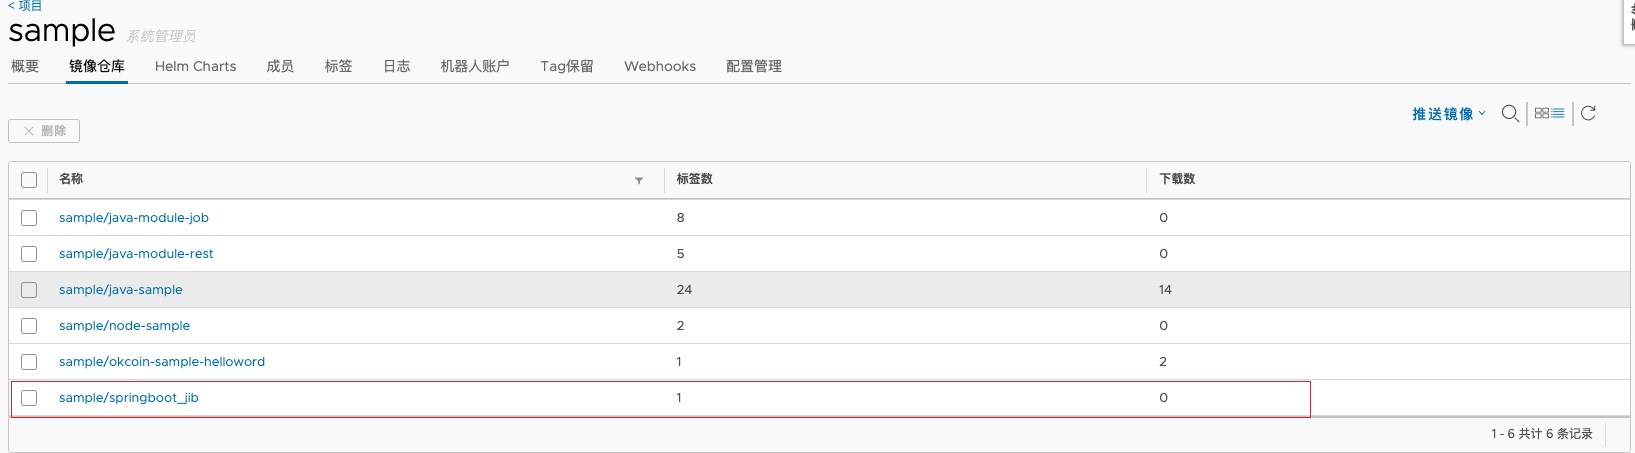 < 项目
sample 系统管理员
概要 镜像仓库 Helm Charts 成员 标签 日志 机器人账户 Tag保留 Webhooks 配置管理
推送镜像
× 删除
名称 标签数 下载数
sample/java-module-job 8 0
sample/java-module-rest 5 0
sample/java-sample 24 14
sample/node-sample 2 0
sample/okcoin-sample-helloword 1 2
sample/springboot_jib 1 0
1 - 6 共计 6 条记录